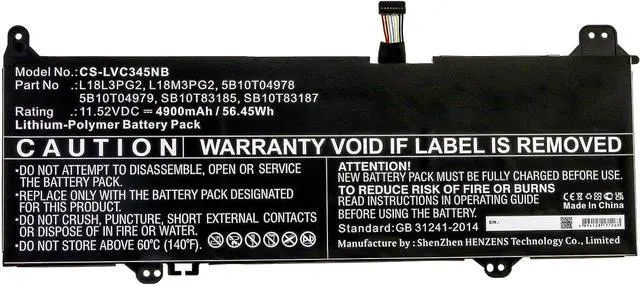 Model No.: CS-LVC345NB
Part No : L18L3PG2, L18M3PG2, 5B10T04978
5B10T04979, SB10T83185, SB10T83187
Rating : 11.52VDC ⎓ 4900mAh / 56.45Wh
Lithium-Polymer Battery Pack
CAUTION WARRANTY VOID IF LABEL IS REMOVED
•DO NOT ATTEMPT TO DISASSEMBLE, OPEN OR SERVICE
THE BATTERY PACK.
•REPLACE ONLY WITH THE BATTERY PACK DESIGNATED
FOR THIS PRODUCT.
•DO NOT CRUSH, PUNCTURE, SHORT EXTERNAL CONTACTS
OR DISPOSE OF IN FIRE OR WATER.
•DO NOT STORE ABOVE 60°C (140°F).
ATTENTION!
NEW BATTERY PACK MUST BE FULLY CHARGED BEFORE USE.
TO REDUCE RISK OF FIRE OR BURNS
READ INSTRUCTIONS IN OPERATING GUIDE
BEFORE BATTERY USE.
Standard: GB 31241-2014
Manufacture by : ShenZhen HENZENS Technology Co., Limited
Made In China
S/N.: